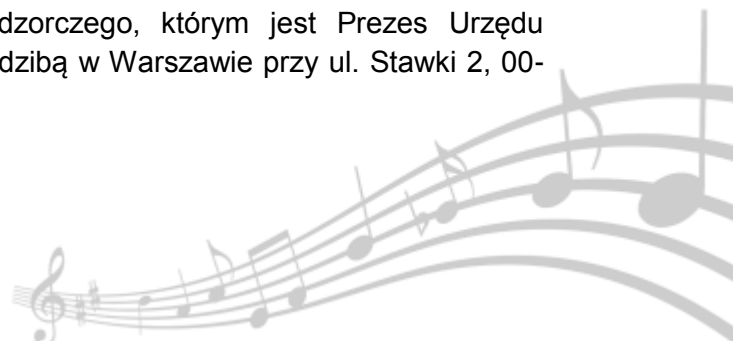 dzorczego, którym jest Prezes Urzędu
dzibą w Warszawie przy ul. Stawki 2, 00-